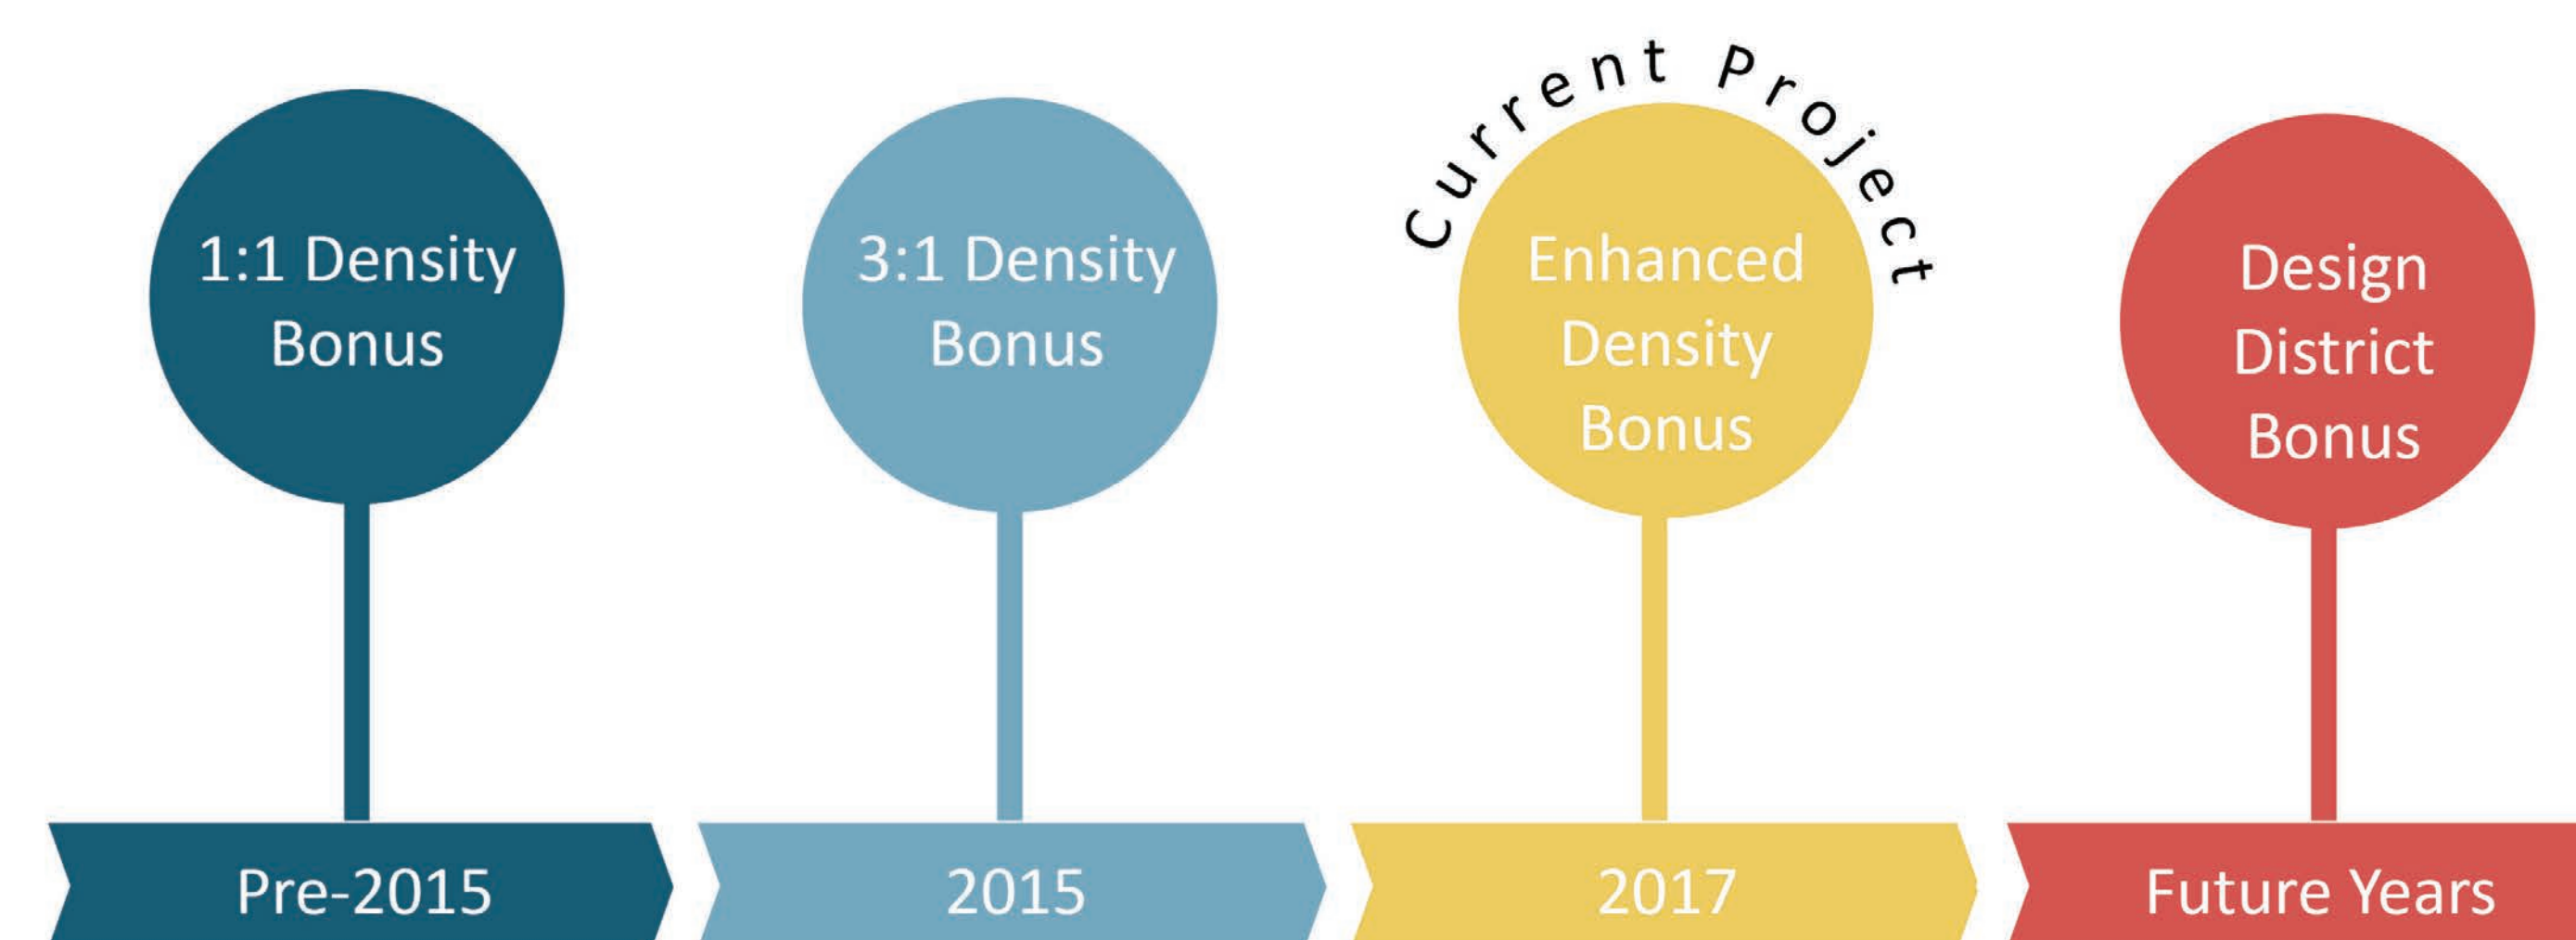 1:1 Density
Bonus
3:1 Density
Bonus
Current Project
Enhanced
Density
Bonus
Design
District
Bonus
Pre-2015
2015
2017
Future Years